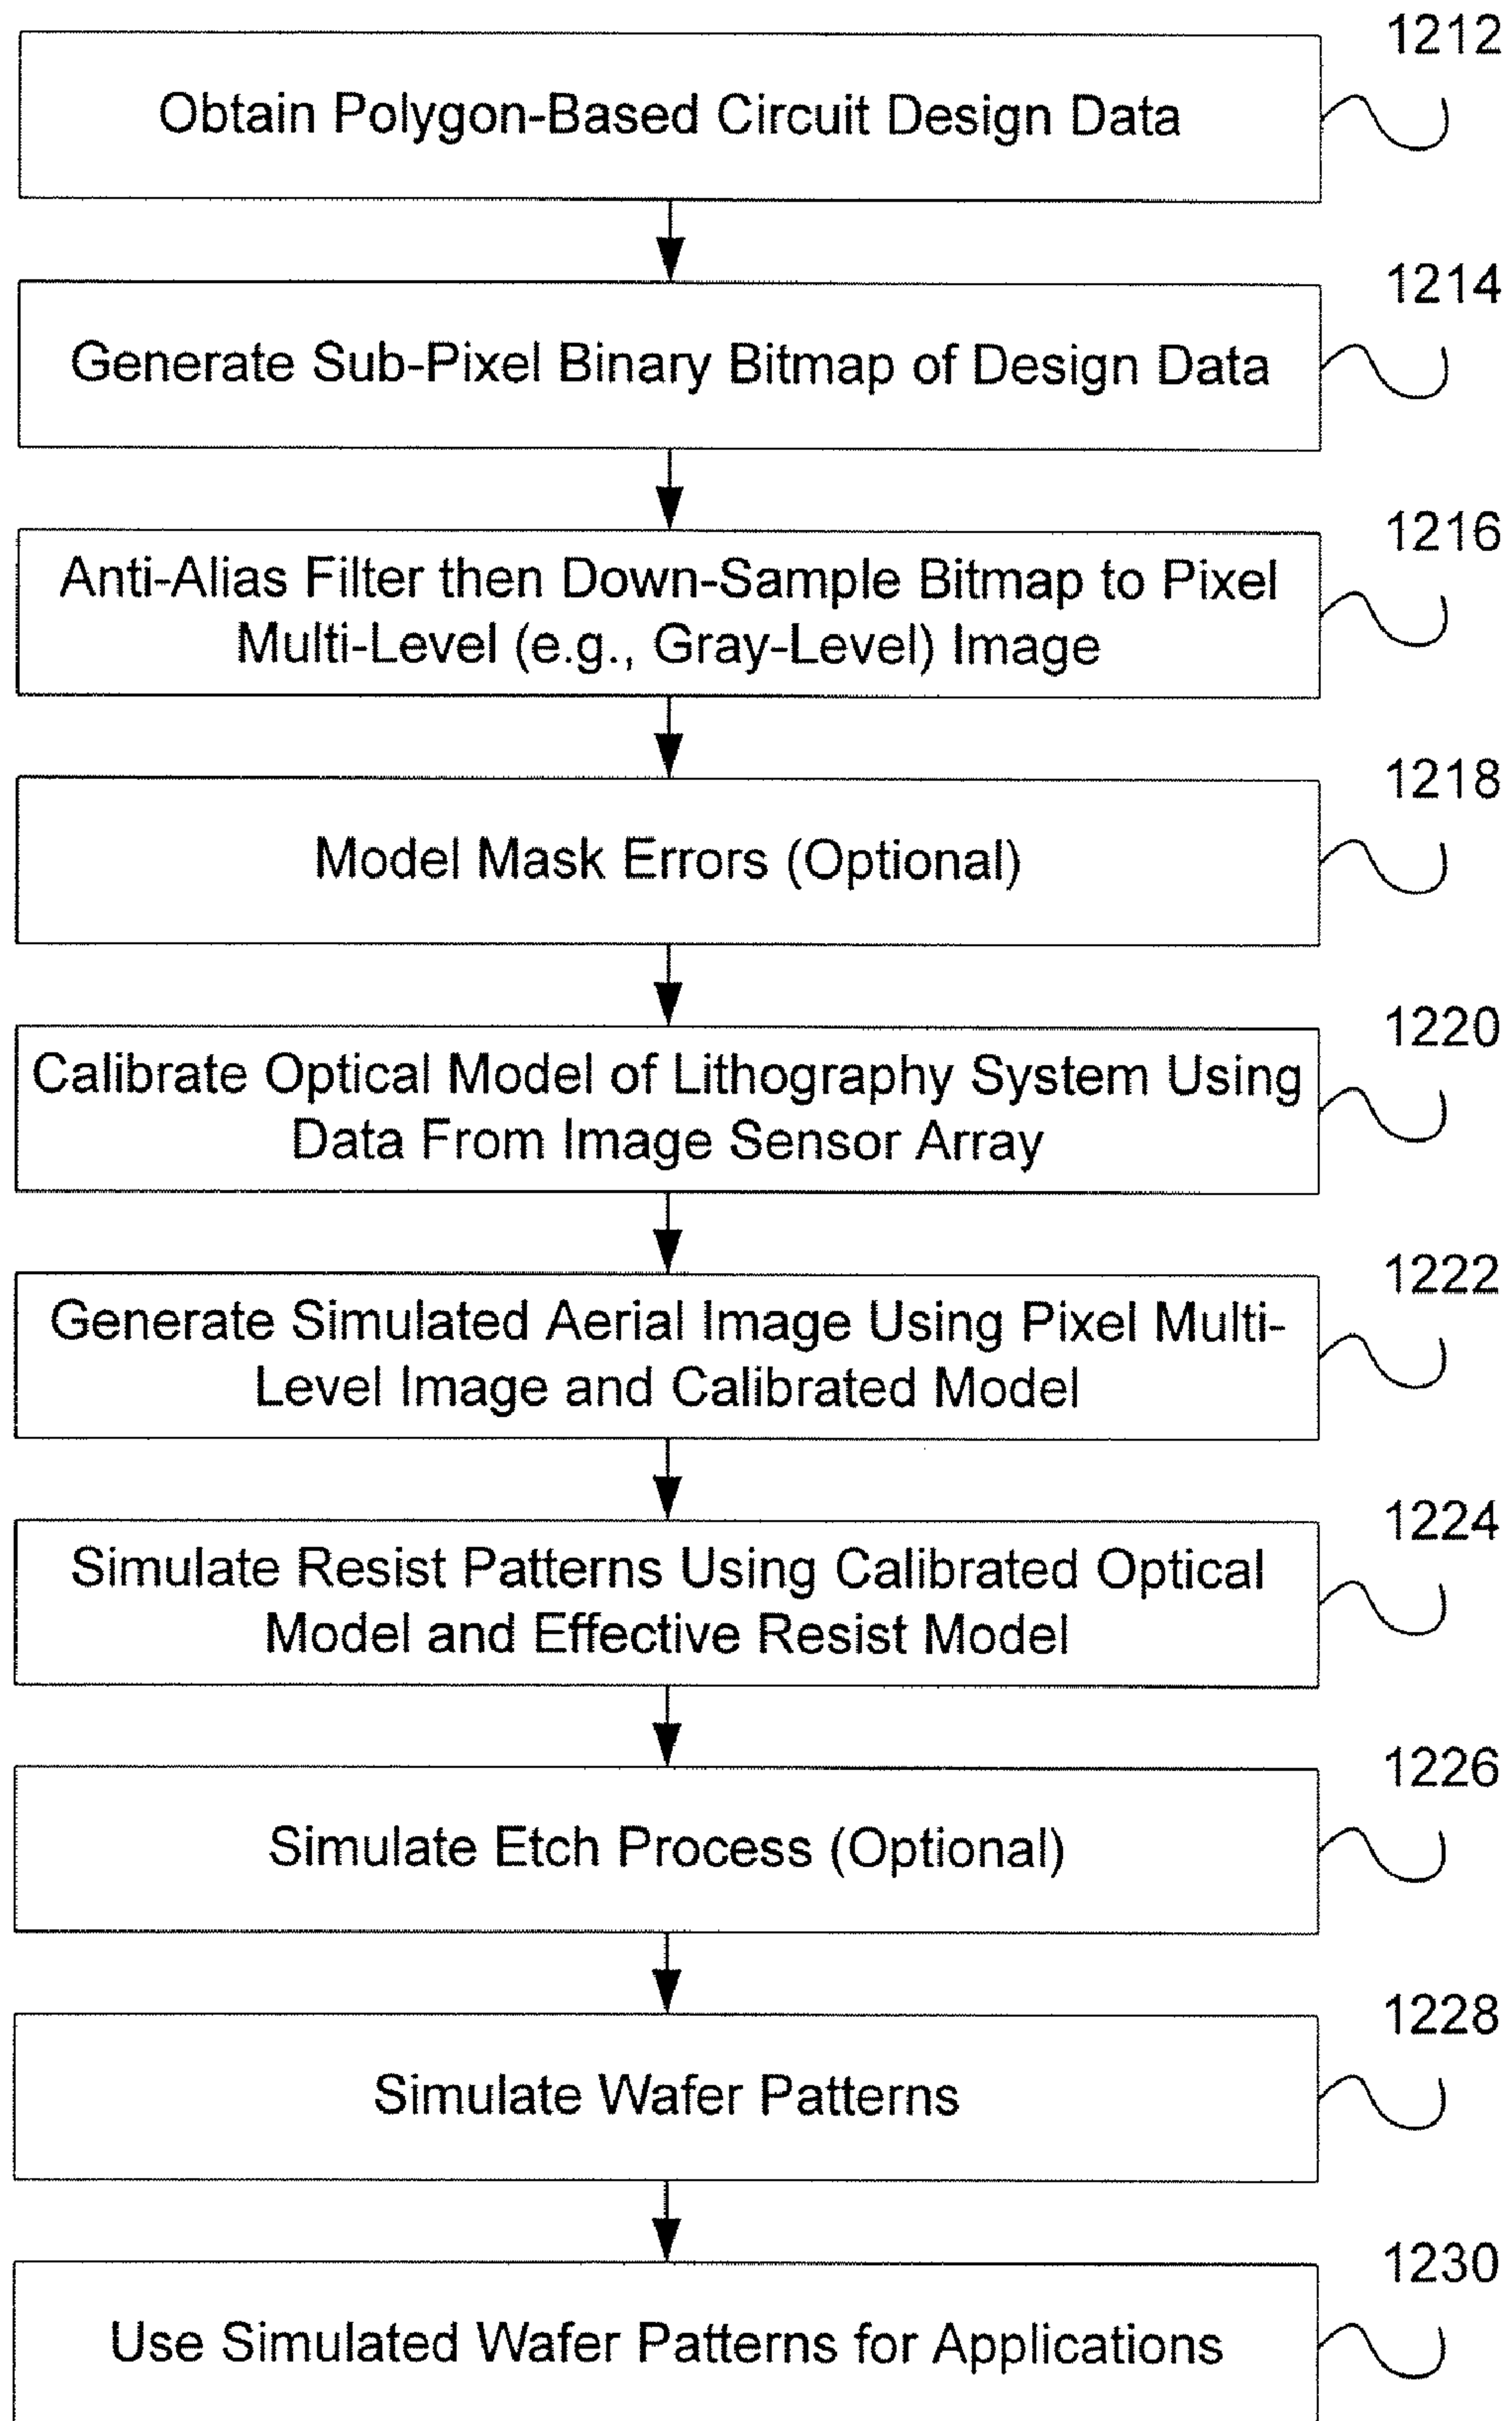 1212
Obtain Polygon-Based Circuit Design Data
1214
Generate Sub-Pixel Binary Bitmap of Design Data
1216
Anti-Alias Filter then Down-Sample Bitmap to Pixel
Multi-Level (e.g., Gray-Level) Image
1218
Model Mask Errors (Optional)
1220
Calibrate Optical Model of Lithography System Using
Data From Image Sensor Array
1222
Generate Simulated Aerial Image Using Pixel Multi-
Level Image and Calibrated Model
1224
Simulate Resist Patterns Using Calibrated Optical
Model and Effective Resist Model
1226
Simulate Etch Process (Optional)
1228
Simulate Wafer Patterns
1230
Use Simulated Wafer Patterns for Applications